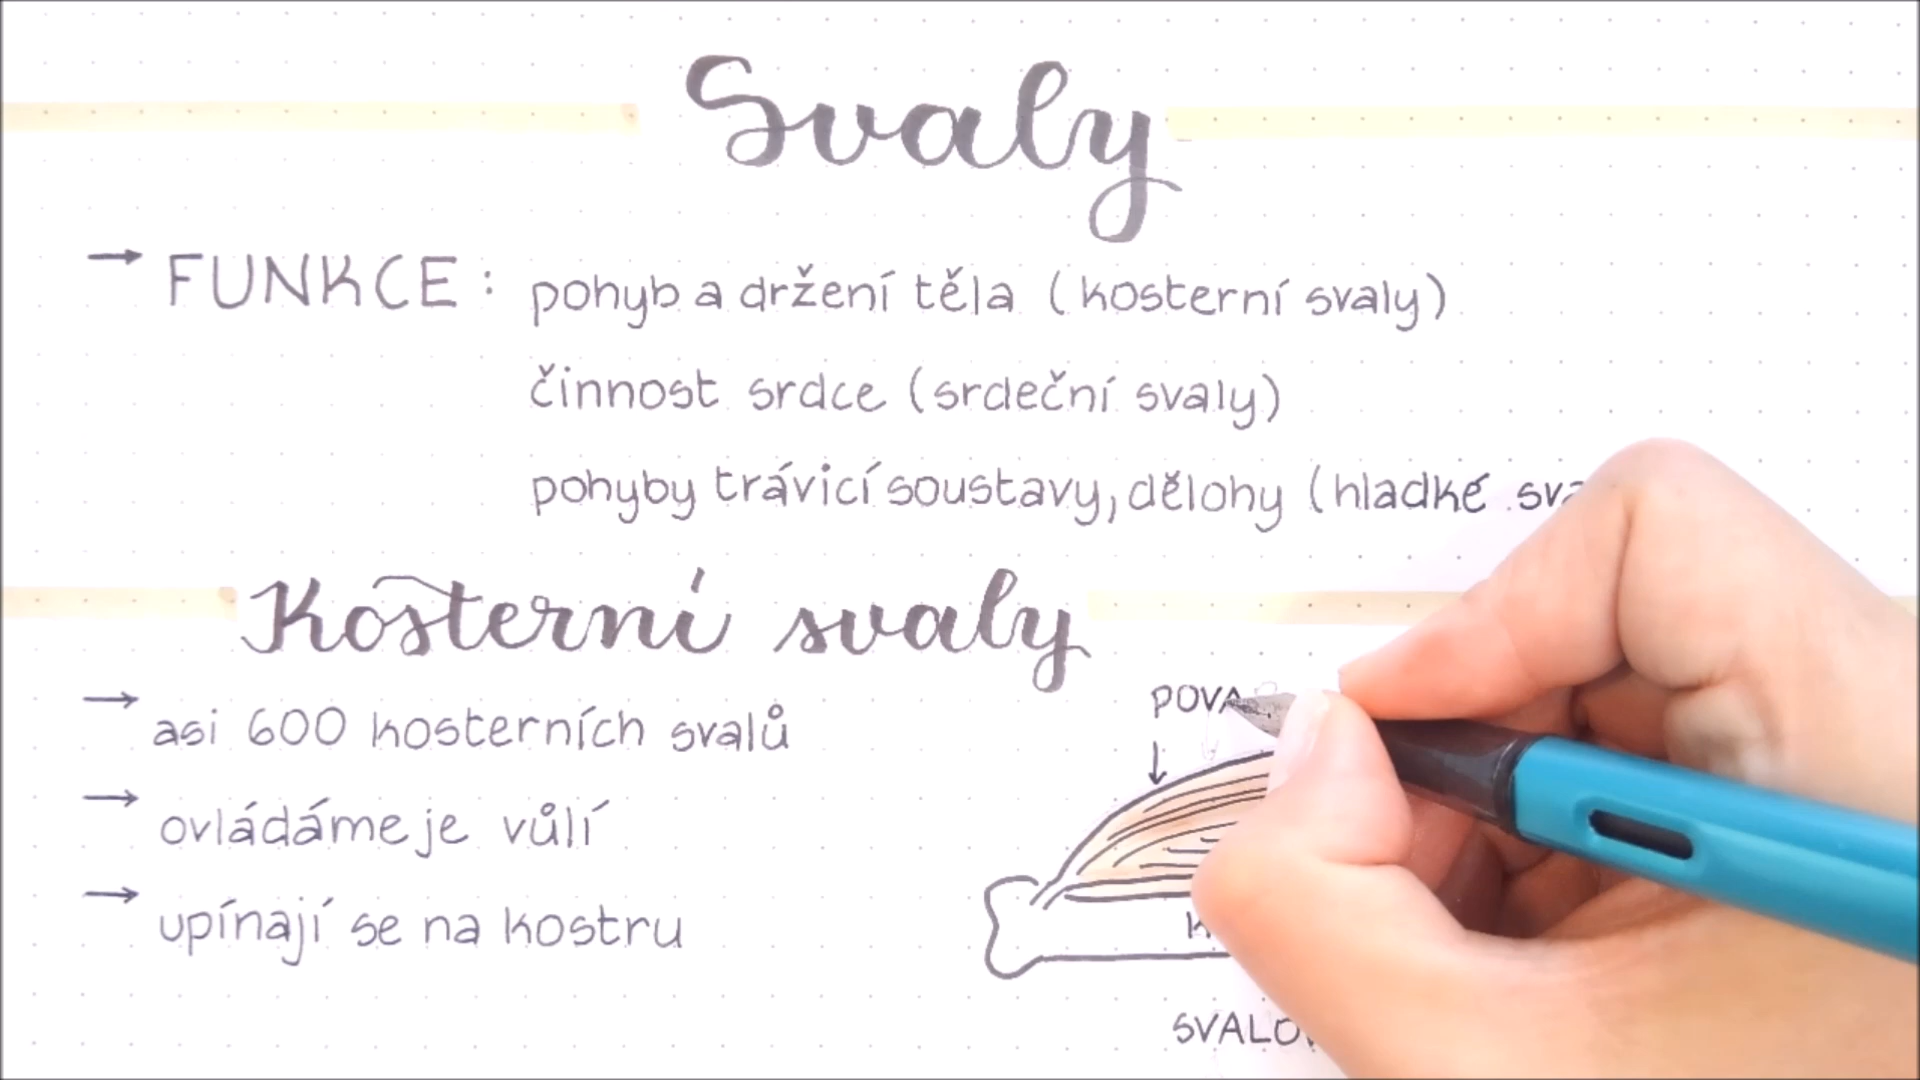 Svaly
→ FUNKCE: pohyb a držení těla (kosterní svaly)
činnost srdce (srdeční svaly)
pohyby trávicí soustavy, dělohy (hladké
Kosterní svaly
→ asi 600 kosterních svalů
→ ovládáme je vůlí
→ upínají se na kostru